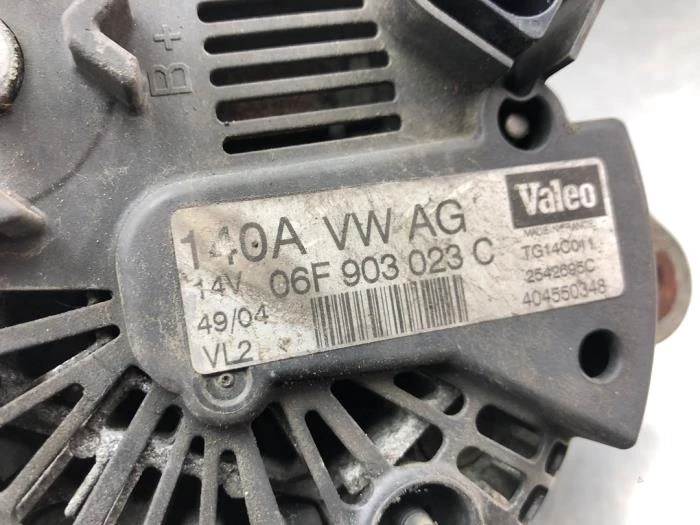 B+
140A VW AG
14V 06F 903 023 C
49/04
VL2
Valeo
MADE IN FRANCE
TG14C011
2542695C
404550348